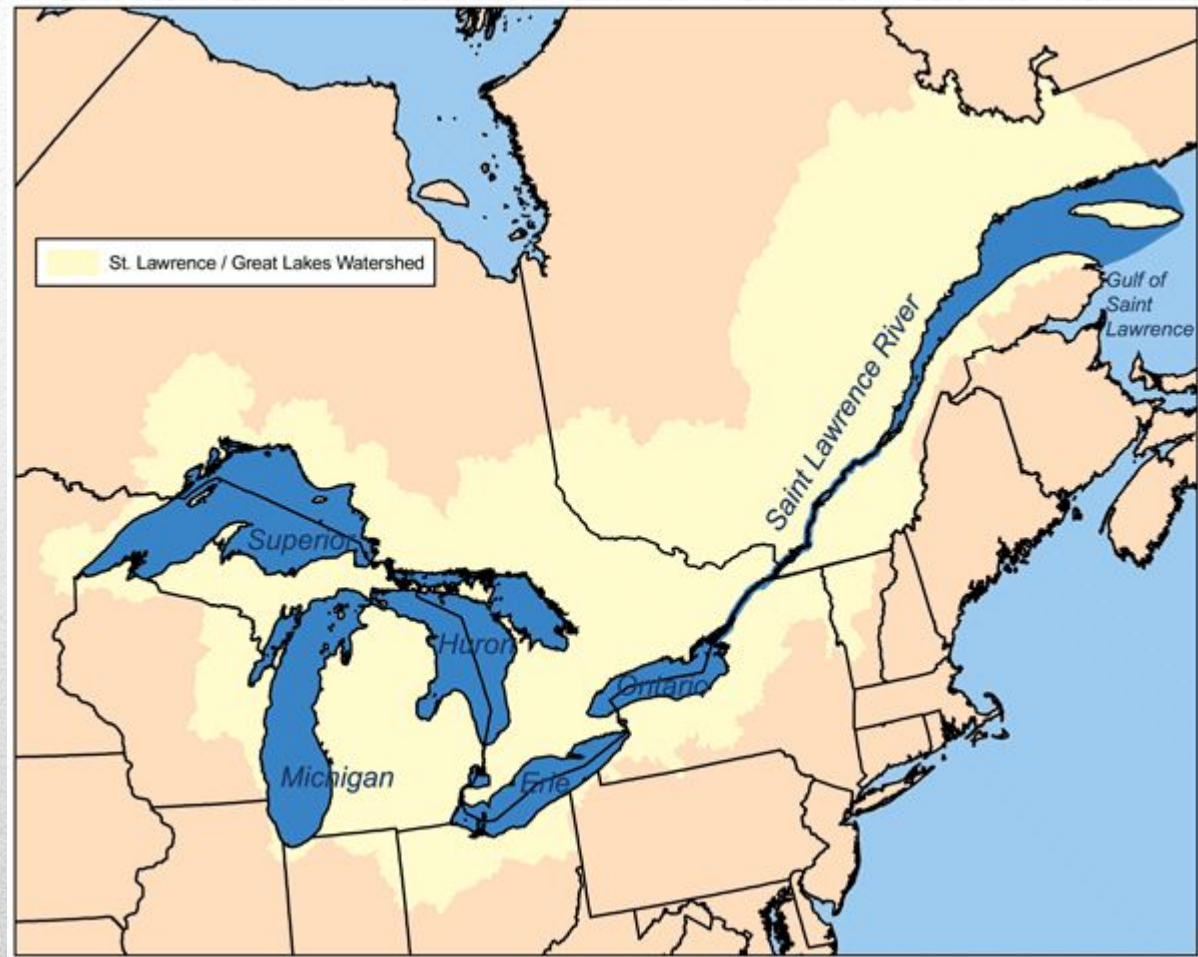 St. Lawrence / Great Lakes Watershed
Gulf of
Saint
Lawrence
Saint Lawrence River
Superior
Huron
Ontario
Michigan
Erie